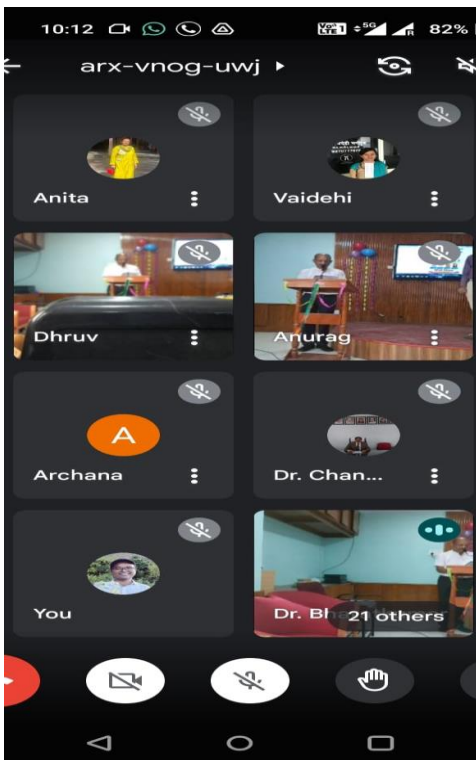 10:12 82%
arx-vnog-uwj
Anita Vaidehi
Dhruv Anurag
A
Archana Dr. Chan...
You 21 others